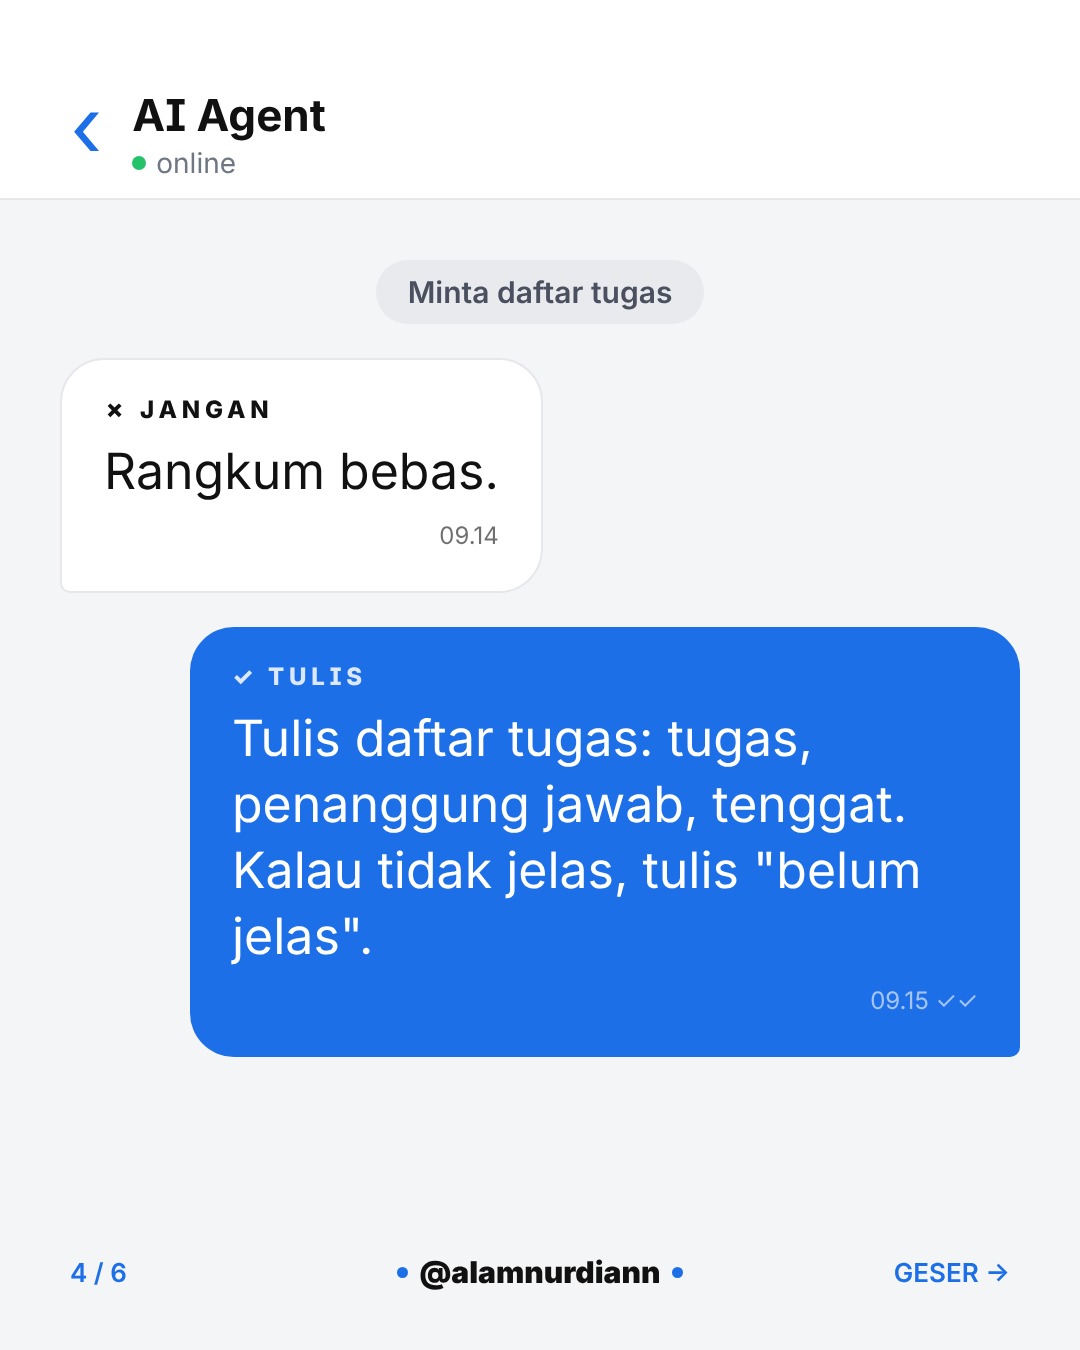 AI Agent
online
Minta daftar tugas
× JANGAN
Rangkum bebas.
09.14
✓ TULIS
Tulis daftar tugas: tugas,
penanggung jawab, tenggat.
Kalau tidak jelas, tulis "belum
jelas".
09.15 ✓✓
4 / 6
• @alamnurdiann •
GESER →